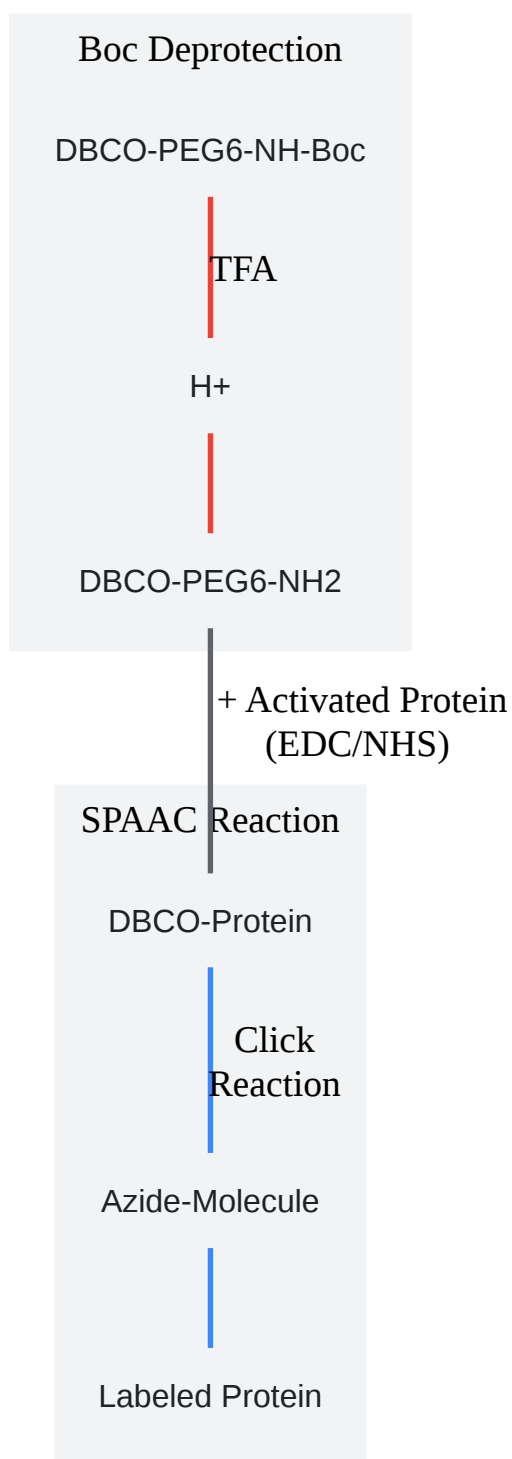 Boc Deprotection
DBCO-PEG6-NH-Boc
TFA
H+
DBCO-PEG6-NH2
+ Activated Protein
(EDC/NHS)
SPAAC Reaction
DBCO-Protein
Click
Reaction
Azide-Molecule
Labeled Protein